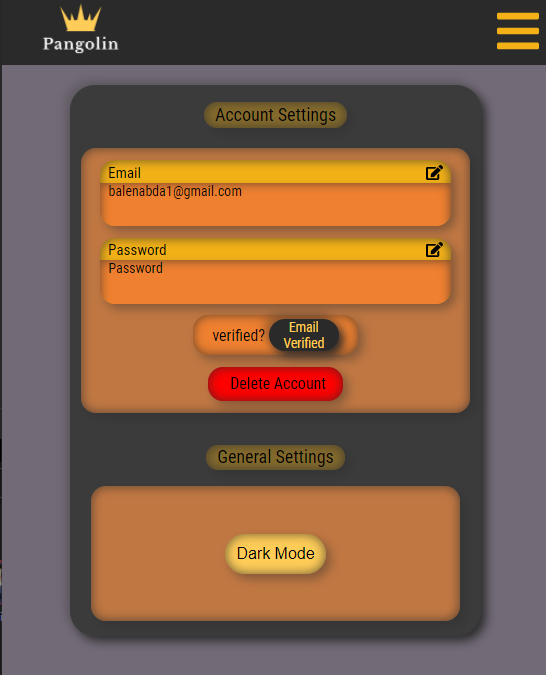 Pangolin
Account Settings
Email
balenabda1@gmail.com
Password
Password
verified?
Email
Verified
Delete Account
General Settings
Dark Mode